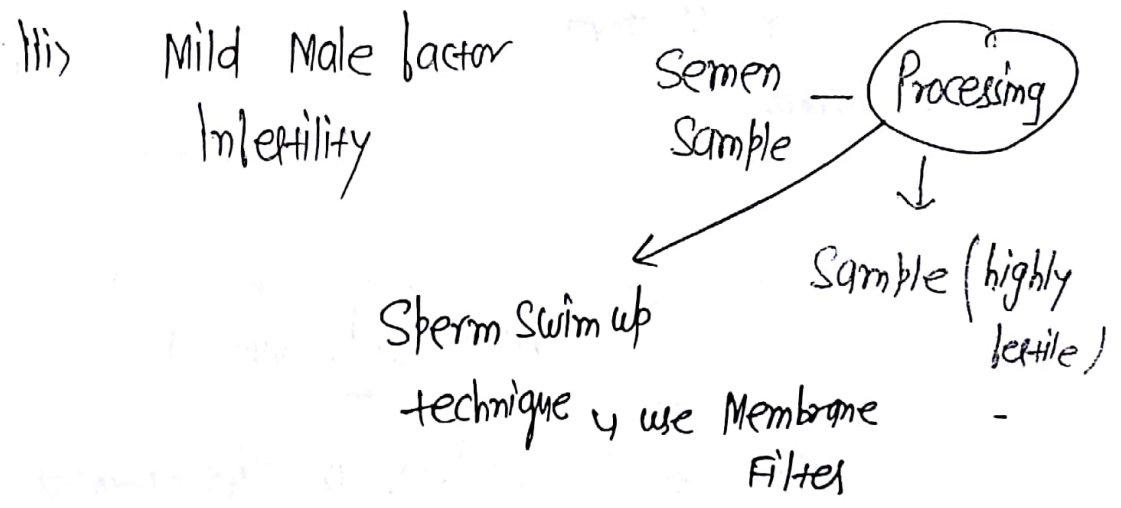 iii> Mild Male factor
Infertility
Semen — Processing
Sample
Sample (highly
fertile)
Sperm swim up
technique
use Membrane
Filter